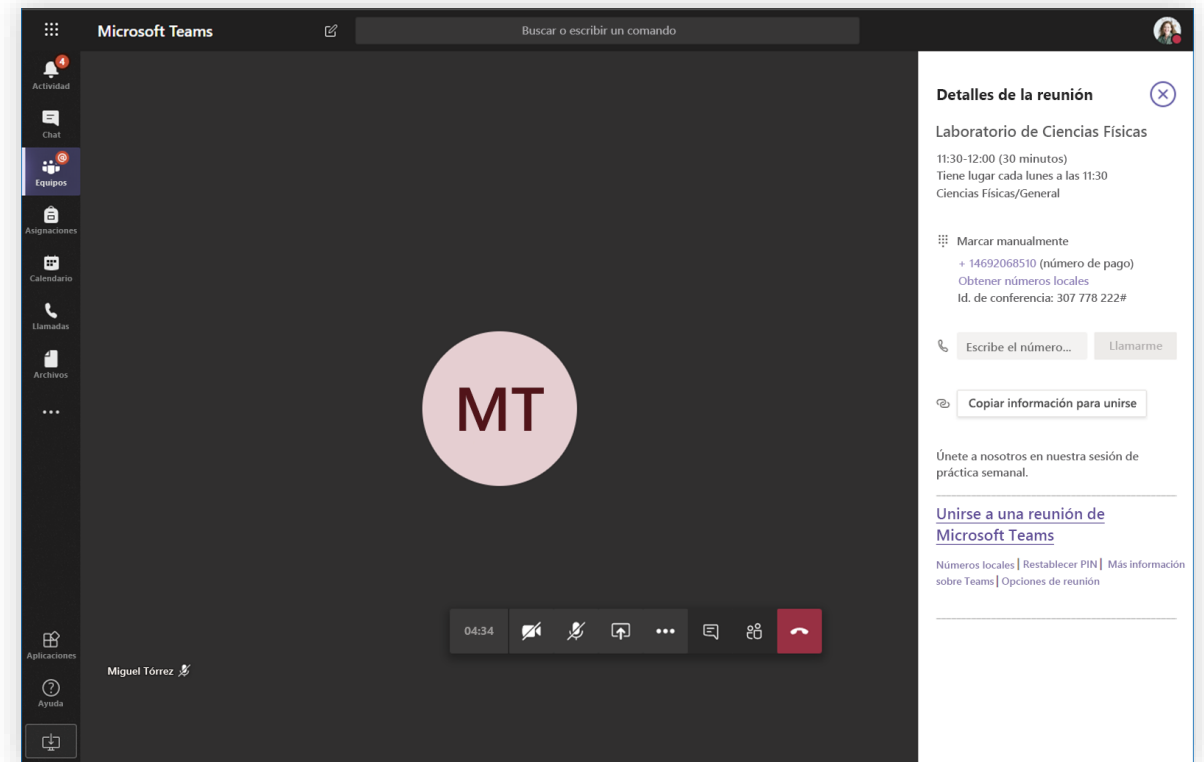 Microsoft Teams
Buscar o escribir un comando
4
Actividad
Chat
@
Equipos
Asignaciones
Calendario
Llamadas
Archivos
Aplicaciones
Ayuda
MT
04:34
Miguel Tórrez
Detalles de la reunión
Laboratorio de Ciencias Físicas
11:30-12:00 (30 minutos)
Tiene lugar cada lunes a las 11:30
Ciencias Físicas/General
Marcar manualmente
+ 14692068510 (número de pago)
Obtener números locales
Id. de conferencia: 307 778 222#
Escribe el número... Llamarme
Copiar información para unirse
Únete a nosotros en nuestra sesión de
práctica semanal.
Unirse a una reunión de
Microsoft Teams
Números locales | Restablecer PIN | Más información
sobre Teams | Opciones de reunión